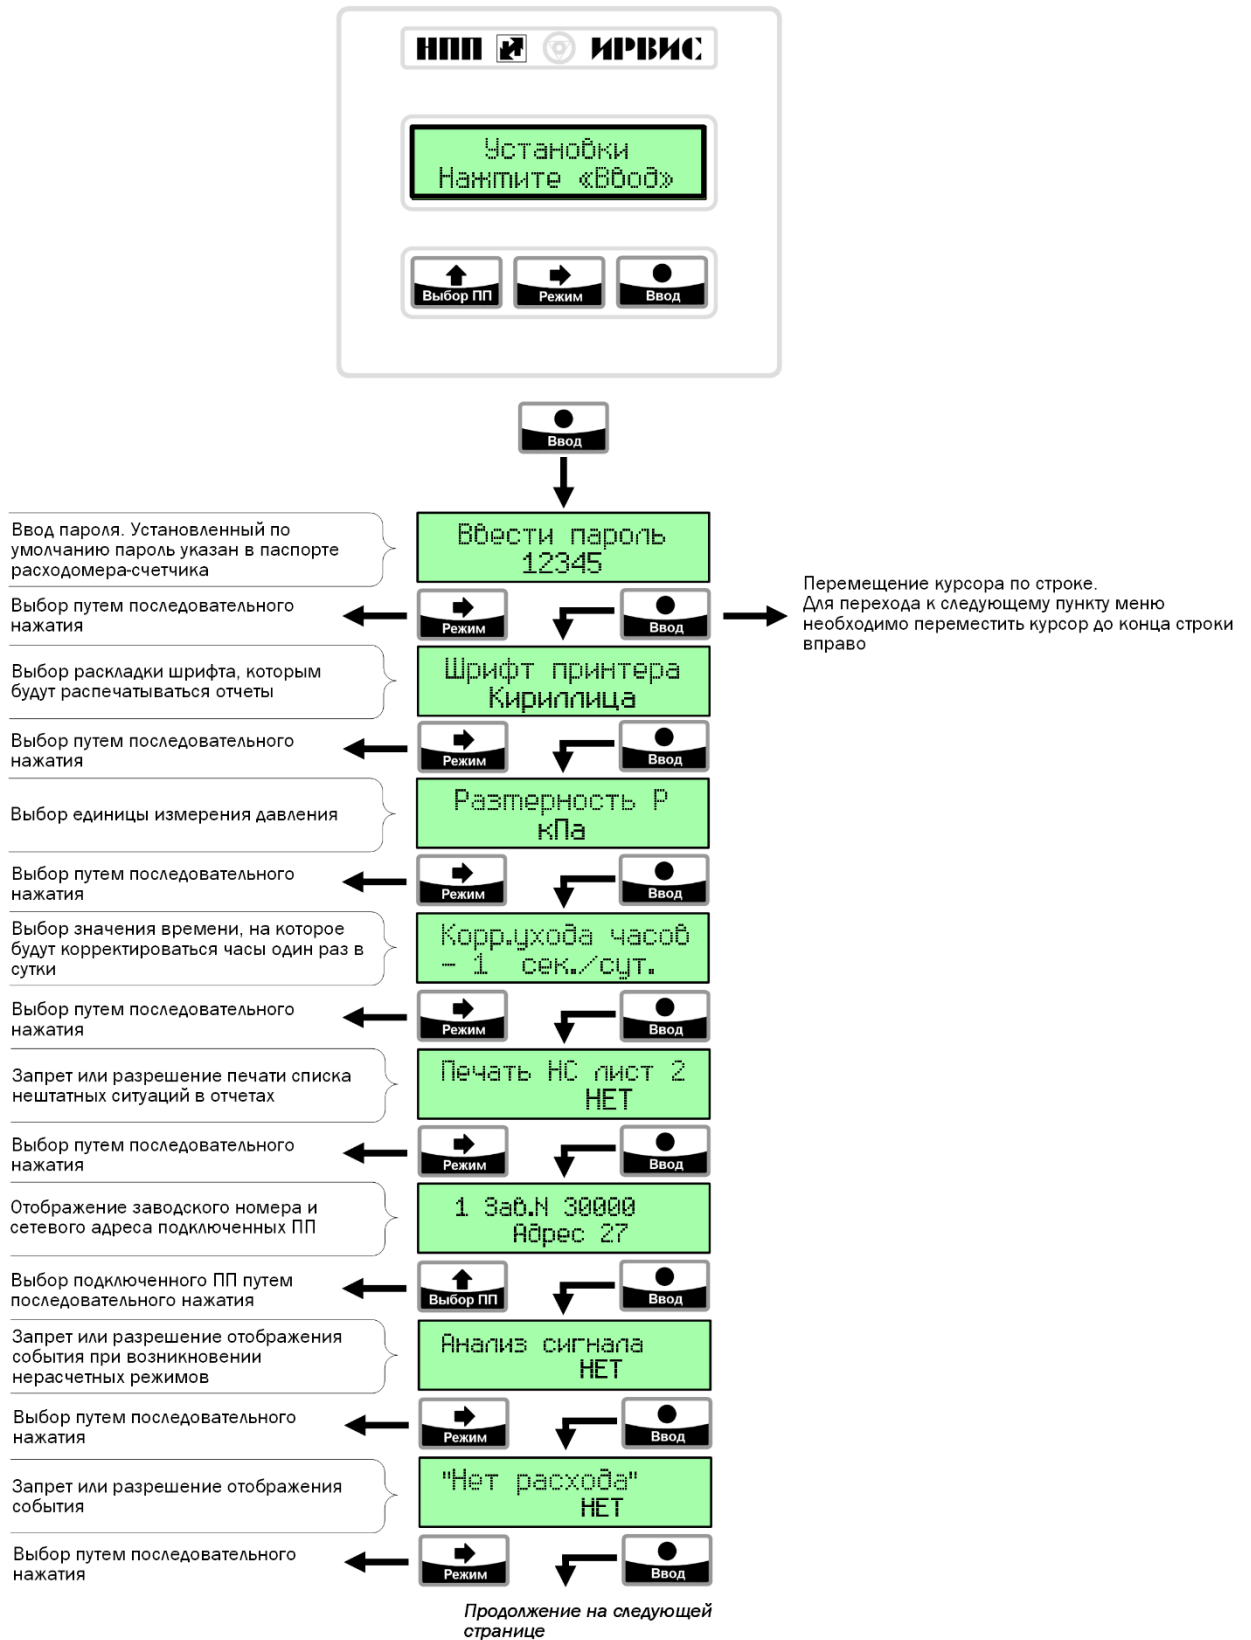 НПП ИРВИС
Установки
Нажмите «Ввод»
Выбор ПП
Режим
Ввод
Ввод
Ввод пароля. Установленный по
умолчанию пароль указан в паспорте
расходомера-счетчика
Ввести пароль
12345
Выбор путем последовательного
нажатия
Режим
Ввод
Перемещение курсора по строке.
Для перехода к следующему пункту меню
необходимо переместить курсор до конца строки
вправо
Выбор раскладки шрифта, которым
будут распечатываться отчеты
Шрифт принтера
Кириллица
Выбор путем последовательного
нажатия
Режим
Ввод
Выбор единицы измерения давления
Размерность Р
кПа
Выбор путем последовательного
нажатия
Режим
Ввод
Выбор значения времени, на которое
будут корректироваться часы один раз в
сутки
Корр.ухода часов
- 1 сек./сут.
Выбор путем последовательного
нажатия
Режим
Ввод
Запрет или разрешение печати списка
нештатных ситуаций в отчетах
Печать НС лист 2
НЕТ
Выбор путем последовательного
нажатия
Режим
Ввод
Отображение заводского номера и
сетевого адреса подключенных ПП
1 Зав.N 30000
Адрес 27
Выбор подключенного ПП путем
последовательного нажатия
Выбор ПП
Ввод
Запрет или разрешение отображения
события при возникновении
нерасчетных режимов
Анализ сигнала
НЕТ
Выбор путем последовательного
нажатия
Режим
Ввод
Запрет или разрешение отображения
события
"Нет расхода"
НЕТ
Выбор путем последовательного
нажатия
Режим
Ввод
Продолжение на следующей
странице